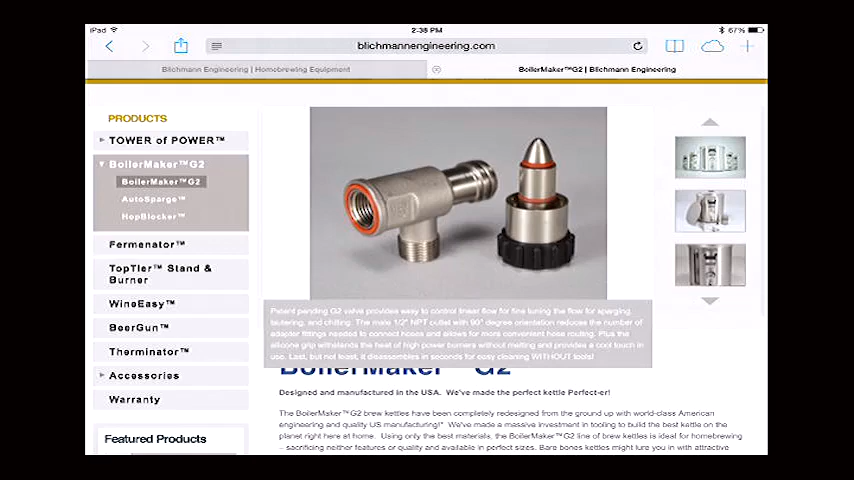 iPad
2:38 PM
67%
blichmannengineering.com
Blichmann Engineering | Homebrewing Equipment
BoilerMaker™G2 | Blichmann Engineering
PRODUCTS
TOWER of POWER™
BoilerMaker™G2
BoilerMaker™G2
AutoSparge™
HopBlocker™
Fermenator™
TopTier™ Stand &
Burner
WineEasy™
BeerGun™
Therminator™
Accessories
Warranty
Featured Products
Patent pending G2 valve provides easy to control linear flow for fine tuning the flow for sparging,
lautering, and chilling. The male 1/2" NPT outlet with 90° degree orientation reduces the number of
adapter fittings needed to connect hoses and allows for more convenient hose routing. Plus the
silicone grip withstands the heat of high power burners without melting and provides a cool touch in
use. Last, but not least, it disassembles in seconds for easy cleaning WITHOUT tools!
BoilerMaker™ G2
Designed and manufactured in the USA. We've made the perfect kettle Perfect-er!
The BoilerMaker™G2 brew kettles have been completely redesigned from the ground up with world-class American
engineering and quality US manufacturing!* We've made a massive investment in tooling to build the best kettle on the
planet right here at home. Using only the best materials, the BoilerMaker™G2 line of brew kettles is ideal for homebrewing
– sacrificing neither features or quality and available in perfect sizes. Bare bones kettles might lure you in with attractive